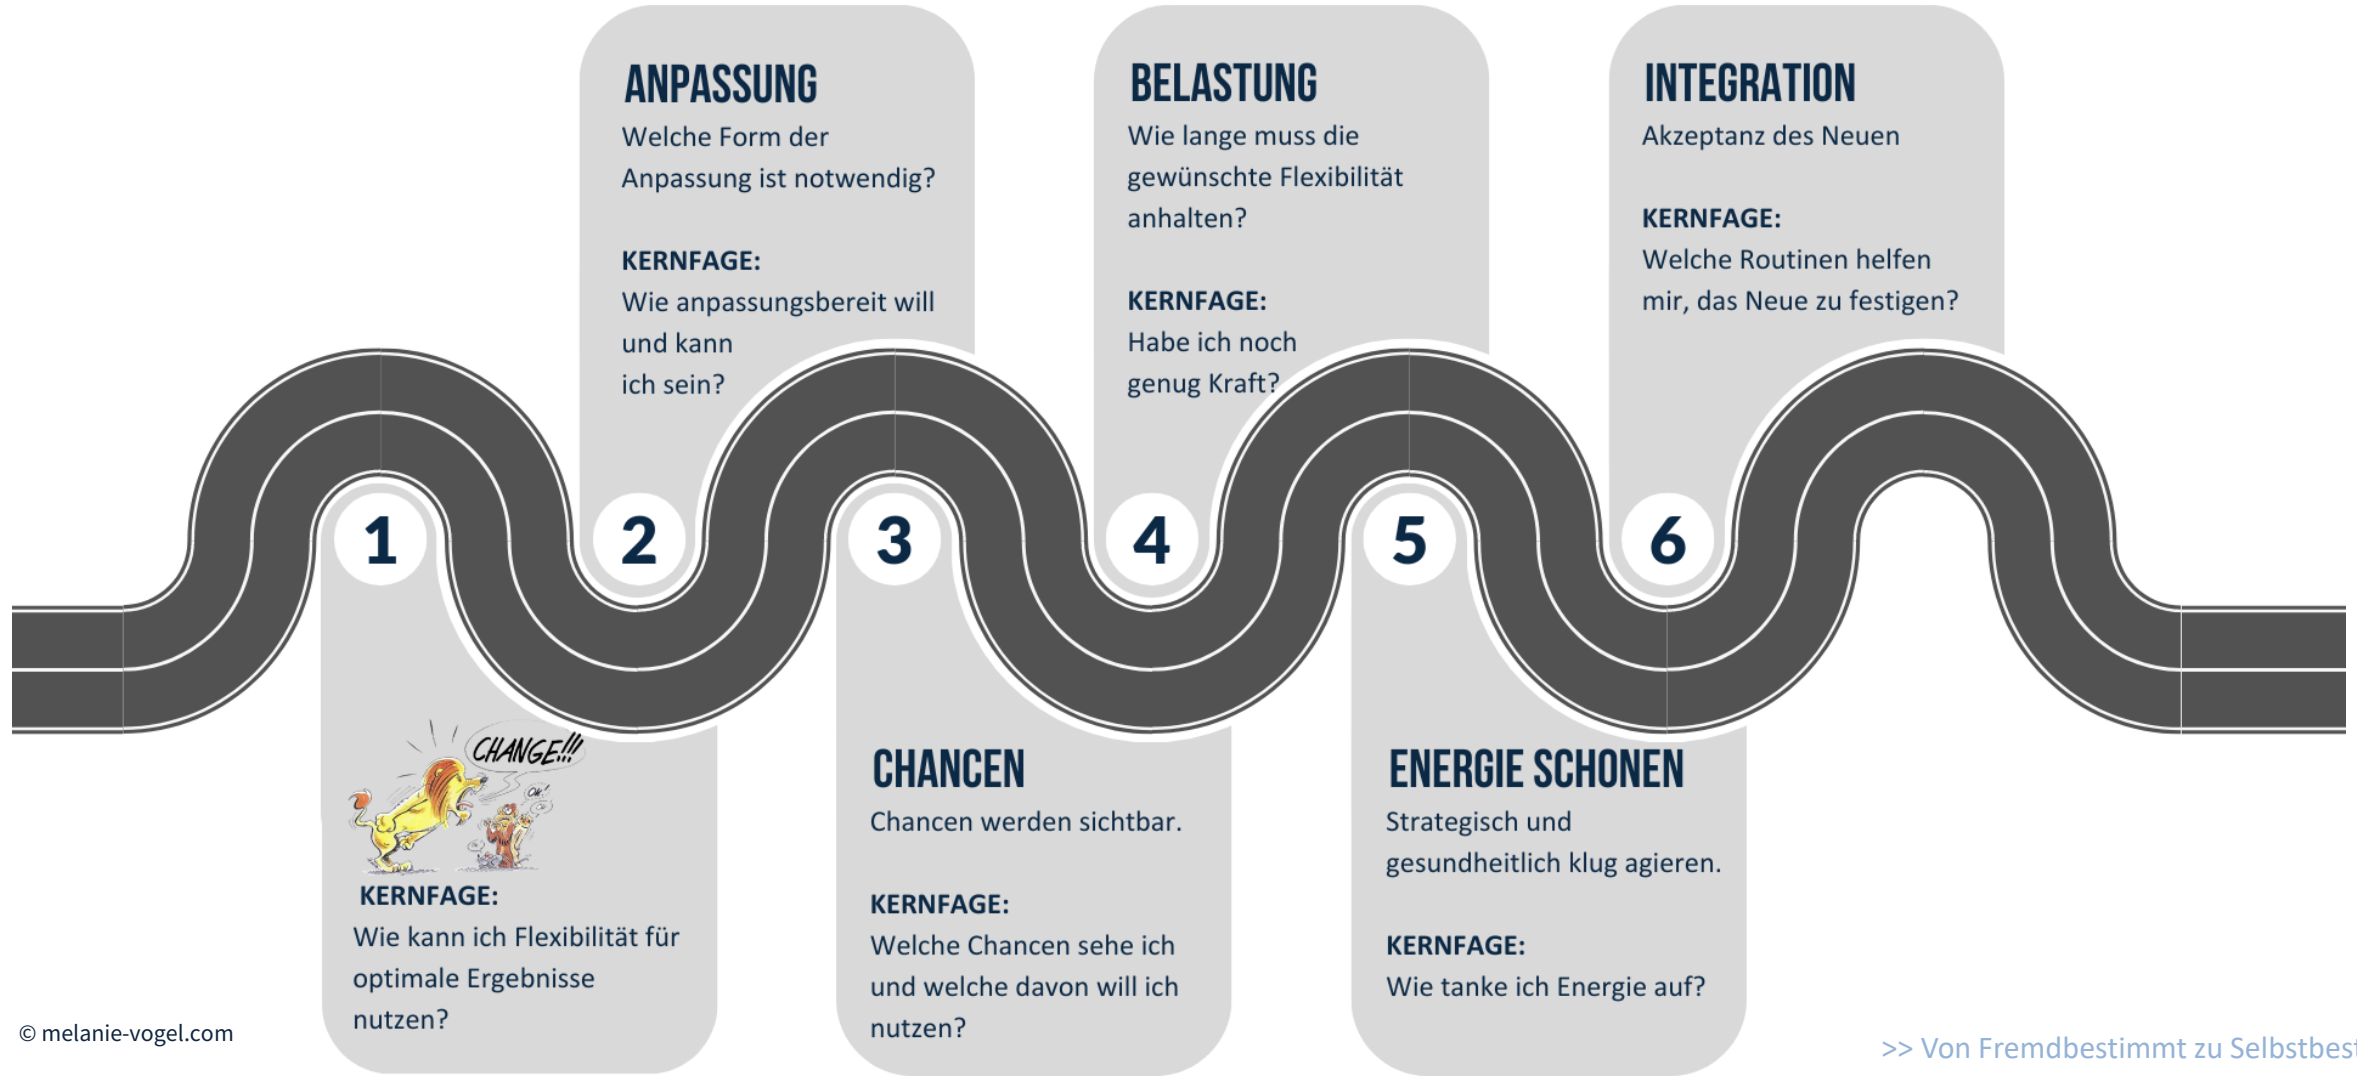 ANPASSUNG
Welche Form der
Anpassung ist notwendig?
KERNFAGE:
Wie anpassungsbereit will
und kann
ich sein?
BELASTUNG
Wie lange muss die
gewünschte Flexibilität
anhalten?
KERNFAGE:
Habe ich noch
genug Kraft?
INTEGRATION
Akzeptanz des Neuen
KERNFAGE:
Welche Routinen helfen
mir, das Neue zu festigen?
1
2
3
4
5
6
CHANGE!!!
OH!
KERNFAGE:
Wie kann ich Flexibilität für
optimale Ergebnisse
nutzen?
CHANCEN
Chancen werden sichtbar.
KERNFAGE:
Welche Chancen sehe ich
und welche davon will ich
nutzen?
ENERGIE SCHONEN
Strategisch und
gesundheitlich klug agieren.
KERNFAGE:
Wie tanke ich Energie auf?
© melanie-vogel.com
>> Von Fremdbestimmt zu Selbstbest